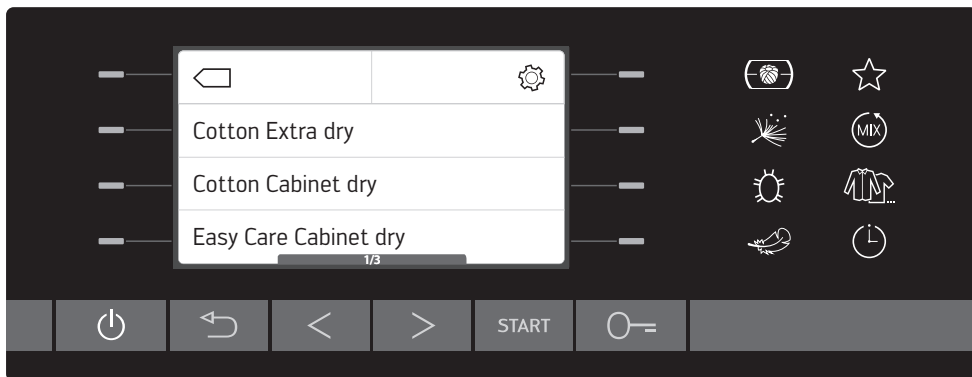 Cotton Extra dry
MIX
Cotton Cabinet dry
Easy Care Cabinet dry
1/3
START